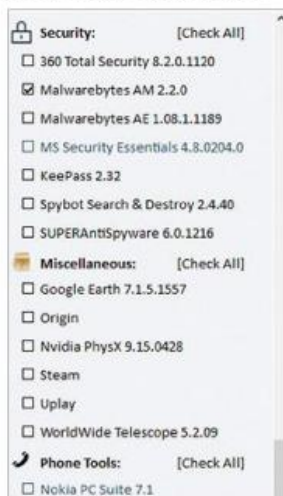 Security: [Check All]
360 Total Security 8.2.0.1120
Malwarebytes AM 2.2.0
Malwarebytes AE 1.08.1.1189
MS Security Essentials 4.8.0204.0
KeePass 2.32
Spybot Search & Destroy 2.4.40
SUPERAntiSpyware 6.0.1216
Miscellaneous: [Check All]
Google Earth 7.1.5.1557
Origin
Nvidia PhysX 9.15.0428
Steam
Uplay
WorldWide Telescope 5.2.09
Phone Tools: [Check All]
Nokia PC Suite 7.1